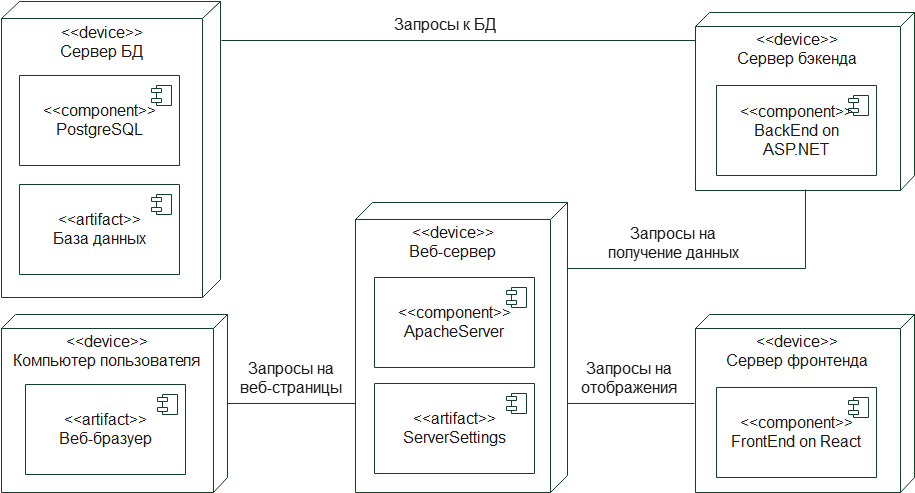 <<device>>
Сервер БД
<<component>>
PostgreSQL
<<artifact>>
База данных
Запросы к БД
<<device>>
Сервер бэкенда
<<component>>
BackEnd on
ASP.NET
<<device>>
Веб-сервер
<<component>>
ApacheServer
<<artifact>>
ServerSettings
Запросы на
получение данных
<<device>>
Компьютер пользователя
<<artifact>>
Веб-бразуер
Запросы на
веб-страницы
Запросы на
отображения
<<device>>
Сервер фронтенда
<<component>>
FrontEnd on React